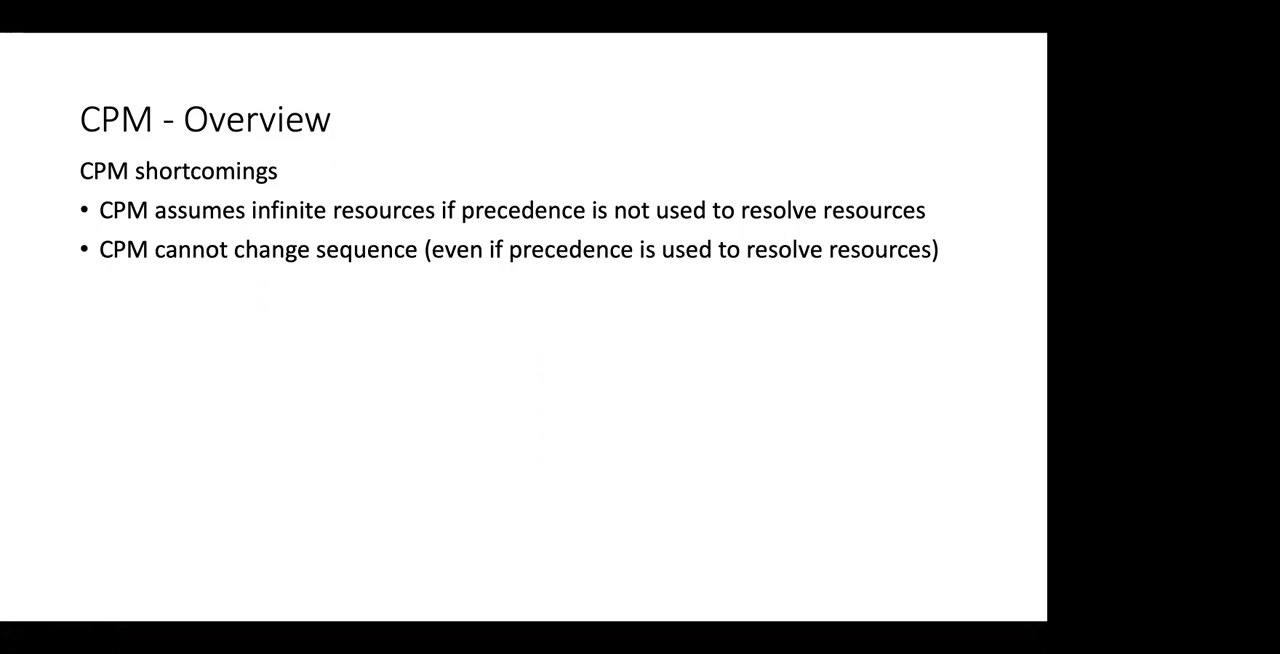 CPM - Overview
CPM shortcomings
• CPM assumes infinite resources if precedence is not used to resolve resources
• CPM cannot change sequence (even if precedence is used to resolve resources)